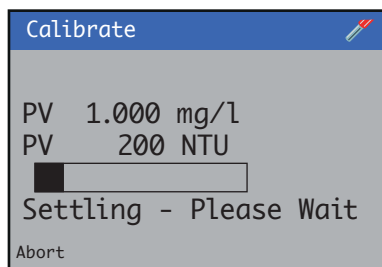 Calibrate
PV 1.000 mg/l
PV 200 NTU
Settling - Please Wait
Abort